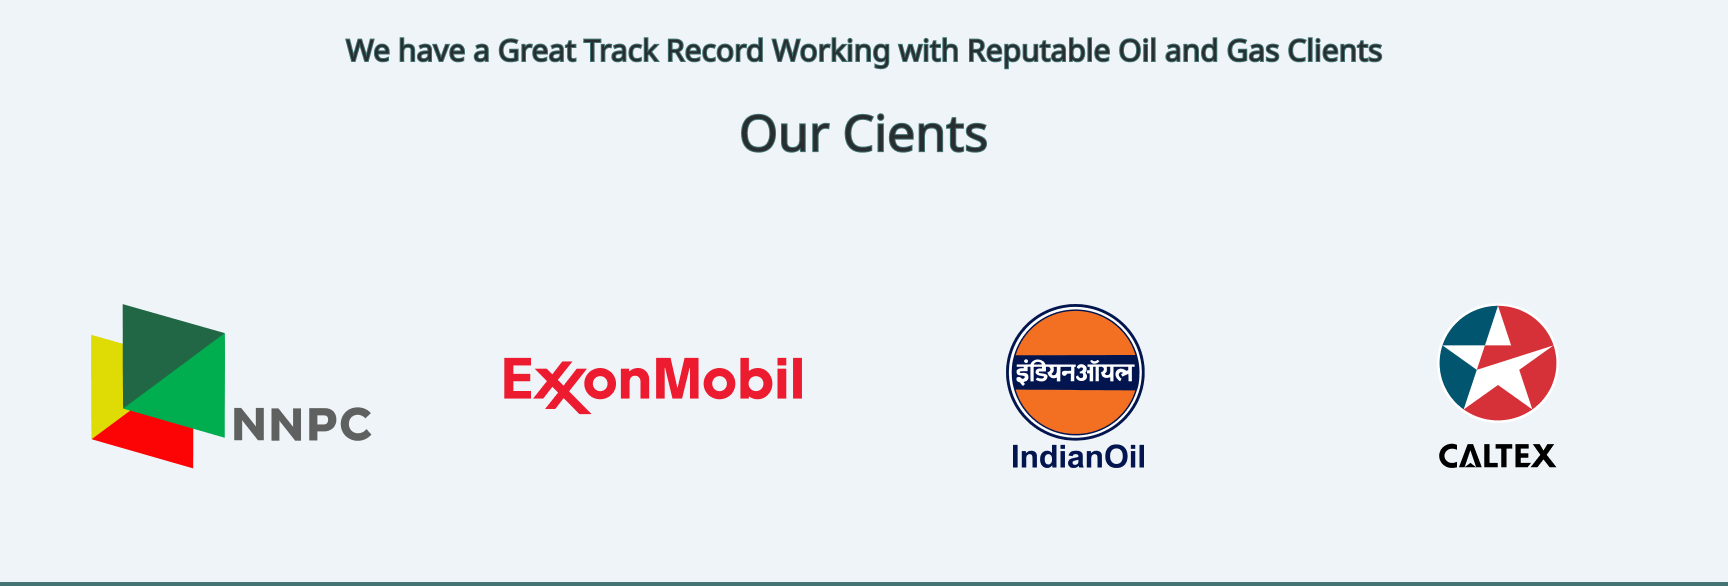 We have a Great Track Record Working with Reputable Oil and Gas Clients
Our Cients
NNPC
ExxonMobil
इंडियनऑयल
IndianOil
CALTEX